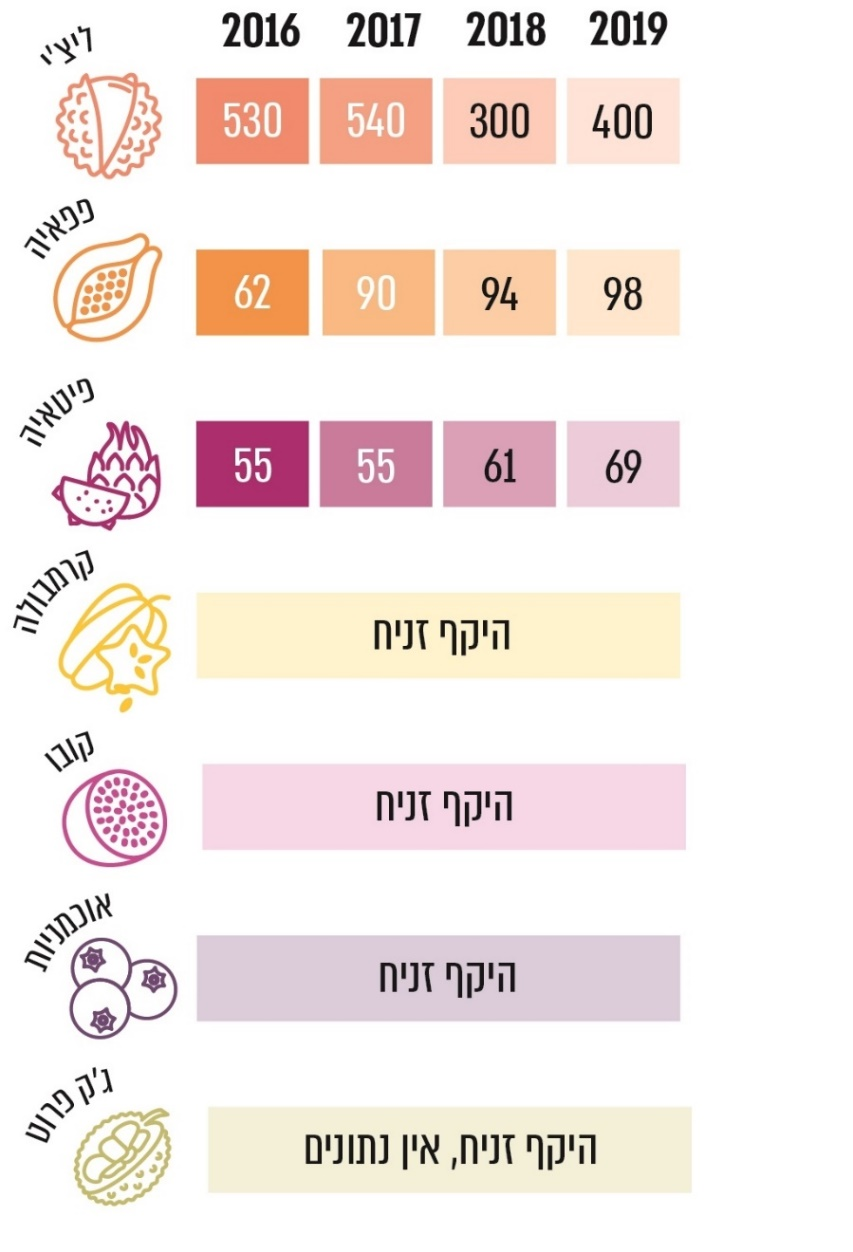 2016 2017 2018 2019
ליצ'י
530 540 300 400
פפאיה
62 90 94 98
פיטאיה
55 55 61 69
קרמבולה
היקף זניח
קובו
היקף זניח
אוכמניות
היקף זניח
ג'ק פרוט
היקף זניח, אין נתונים